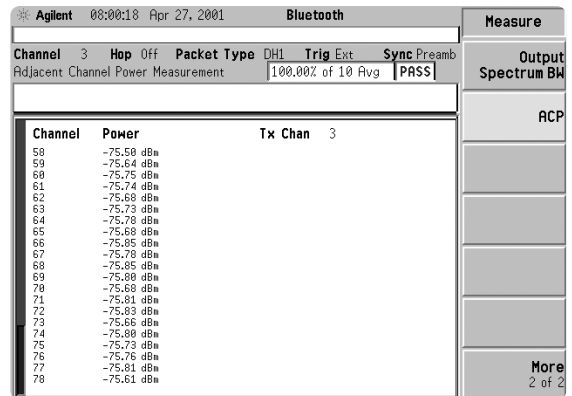 Agilent 08:00:18 Apr 27, 2001 Bluetooth Measure
Channel 3 Hop Off Packet Type DH1 Trig Ext Sync Preamb
Adjacent Channel Power Measurement 100.00% of 10 Avg PASS
Output
Spectrum BW
ACP
Channel Power Tx Chan 3
58 -75.50 dBm
59 -75.64 dBm
60 -75.75 dBm
61 -75.74 dBm
62 -75.68 dBm
63 -75.73 dBm
64 -75.78 dBm
65 -75.68 dBm
66 -75.85 dBm
67 -75.78 dBm
68 -75.85 dBm
69 -75.80 dBm
70 -75.68 dBm
71 -75.81 dBm
72 -75.83 dBm
73 -75.66 dBm
74 -75.80 dBm
75 -75.73 dBm
76 -75.76 dBm
77 -75.81 dBm
78 -75.61 dBm
More
2 of 2